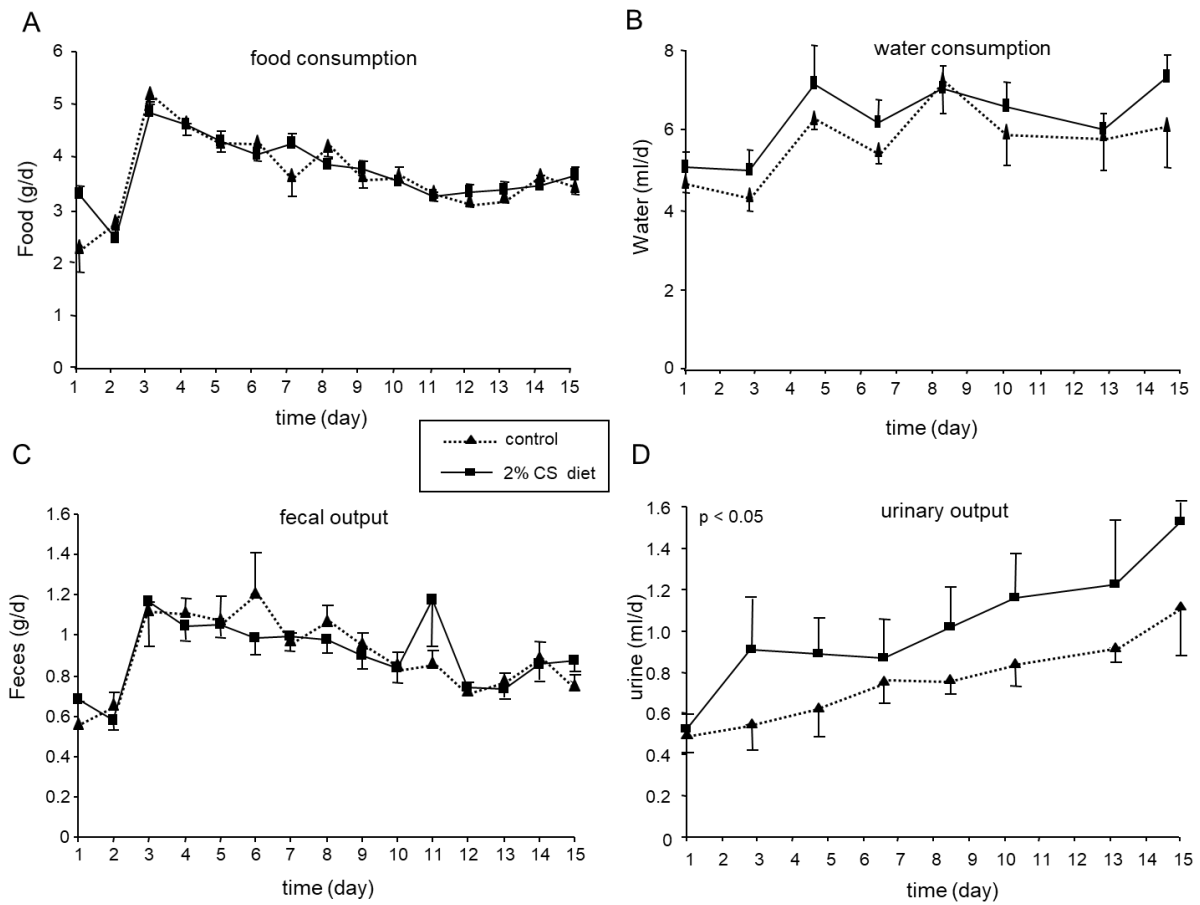 A
food consumption
Food (g/d)
6
5
4
3
2
1
0
1 2 3 4 5 6 7 8 9 10 11 12 13 14 15
time (day)
B
water consumption
Water (ml/d)
8
6
4
2
0
1 2 3 4 5 6 7 8 9 10 11 12 13 14 15
time (day)
control
2% CS diet
C
fecal output
Feces (g/d)
1.6
1.4
1.2
1
0.8
0.6
0.4
0.2
0
1 2 3 4 5 6 7 8 9 10 11 12 13 14 15
time (day)
D
urinary output
p < 0.05
urine (ml/d)
1.6
1.4
1.2
1.0
0.8
0.6
0.4
0.2
0
1 2 3 4 5 6 7 8 9 10 11 12 13 14 15
time (day)